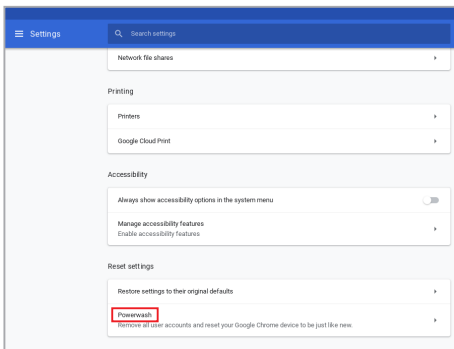 Settings
Search settings
Network file shares
Printing
Printers
Google Cloud Print
Accessibility
Always show accessibility options in the system menu
Manage accessibility features
Enable accessibility features
Reset settings
Restore settings to their original defaults
Powerwash
Remove all user accounts and reset your Google Chrome device to be just like new.